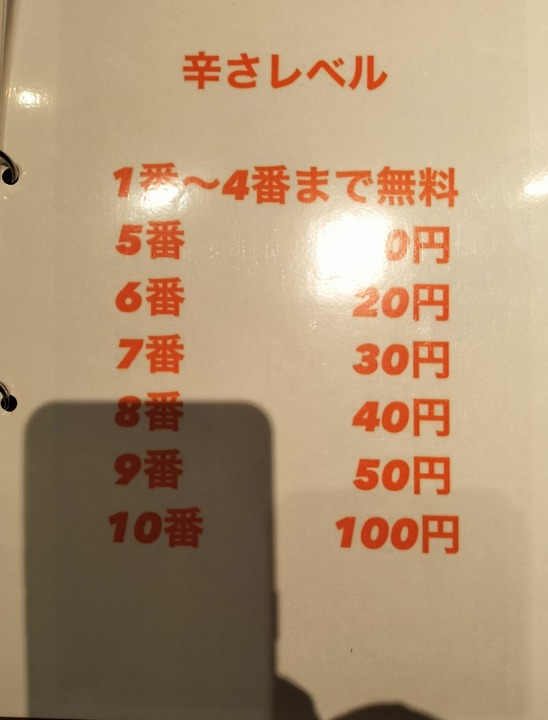 辛さレベル
1番〜4番まで無料
5番 0円
6番 20円
7番 30円
8番 40円
9番 50円
10番 100円